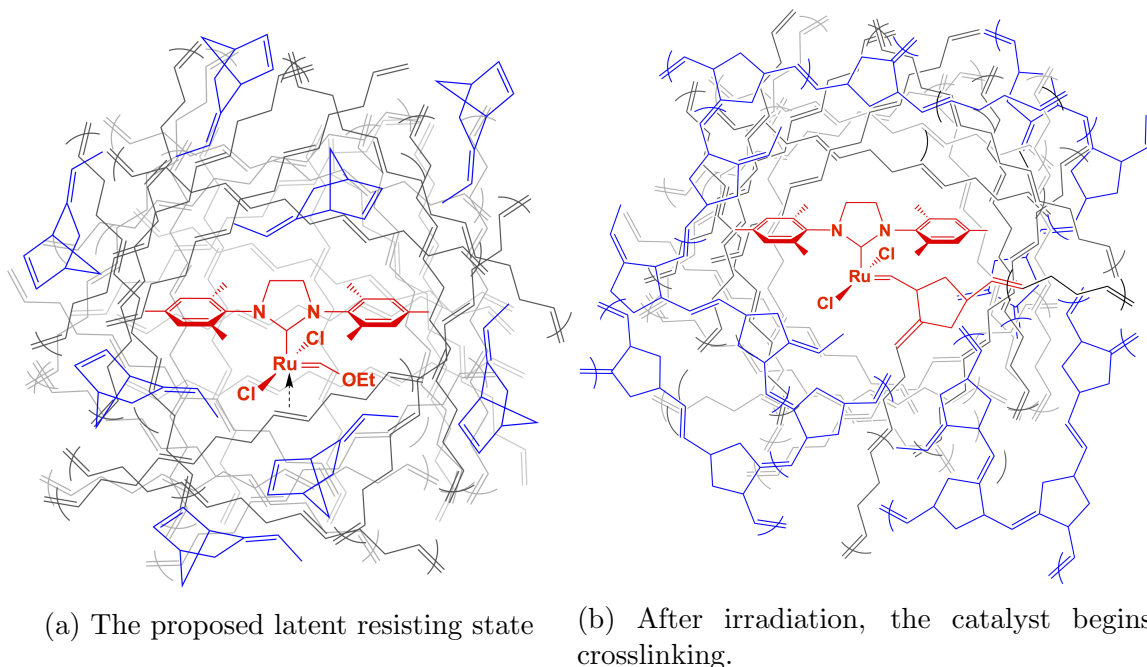 N N
Cl
Ru
Cl
OEt
N N
Cl
Ru
Cl
(a) The proposed latent resisting state
(b) After irradiation, the catalyst begins
crosslinking.